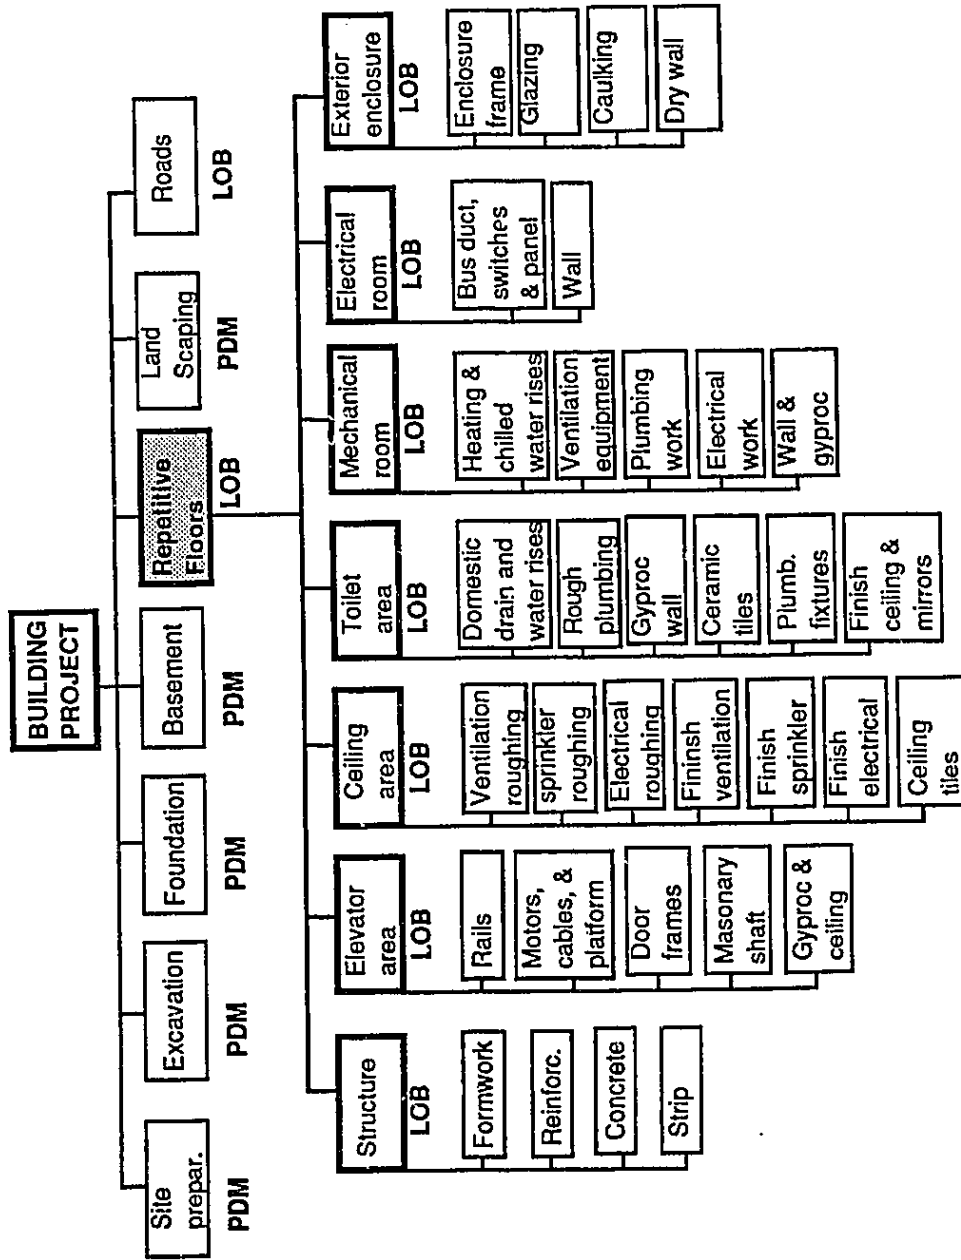 BUILDING
PROJECT
Site
prepar.
PDM
Excavation
PDM
Foundation
PDM
Basement
PDM
Repetitive
Floors
LOB
Land
Scaping
PDM
Roads
LOB
Structure
LOB
Formwork
Reinforc.
Concrete
Strip
Elevator
area
LOB
Rails
Motors,
cables, &
platform
Door
frames
Masonary
shaft
Gyproc &
ceiling
Ceiling
area
LOB
Ventilation
roughing
sprinkler
roughing
Electrical
roughing
Fininsh
ventilation
Finish
sprinkler
Finish
electrical
Ceiling
tiles
Toilet
area
LOB
Domestic
drain and
water rises
Rough
plumbing
Gyproc
wall
Ceramic
tiles
Plumb.
fixtures
Finish
ceiling &
mirrors
Mechanical
room
LOB
Heating &
chilled
water rises
Ventilation
equipment
Plumbing
work
Electrical
work
Wall &
gyproc
Electrical
room
LOB
Bus duct,
switches
& panel
Wall
Exterior
enclosure
LOB
Enclosure
frame
Glazing
Caulking
Dry wall